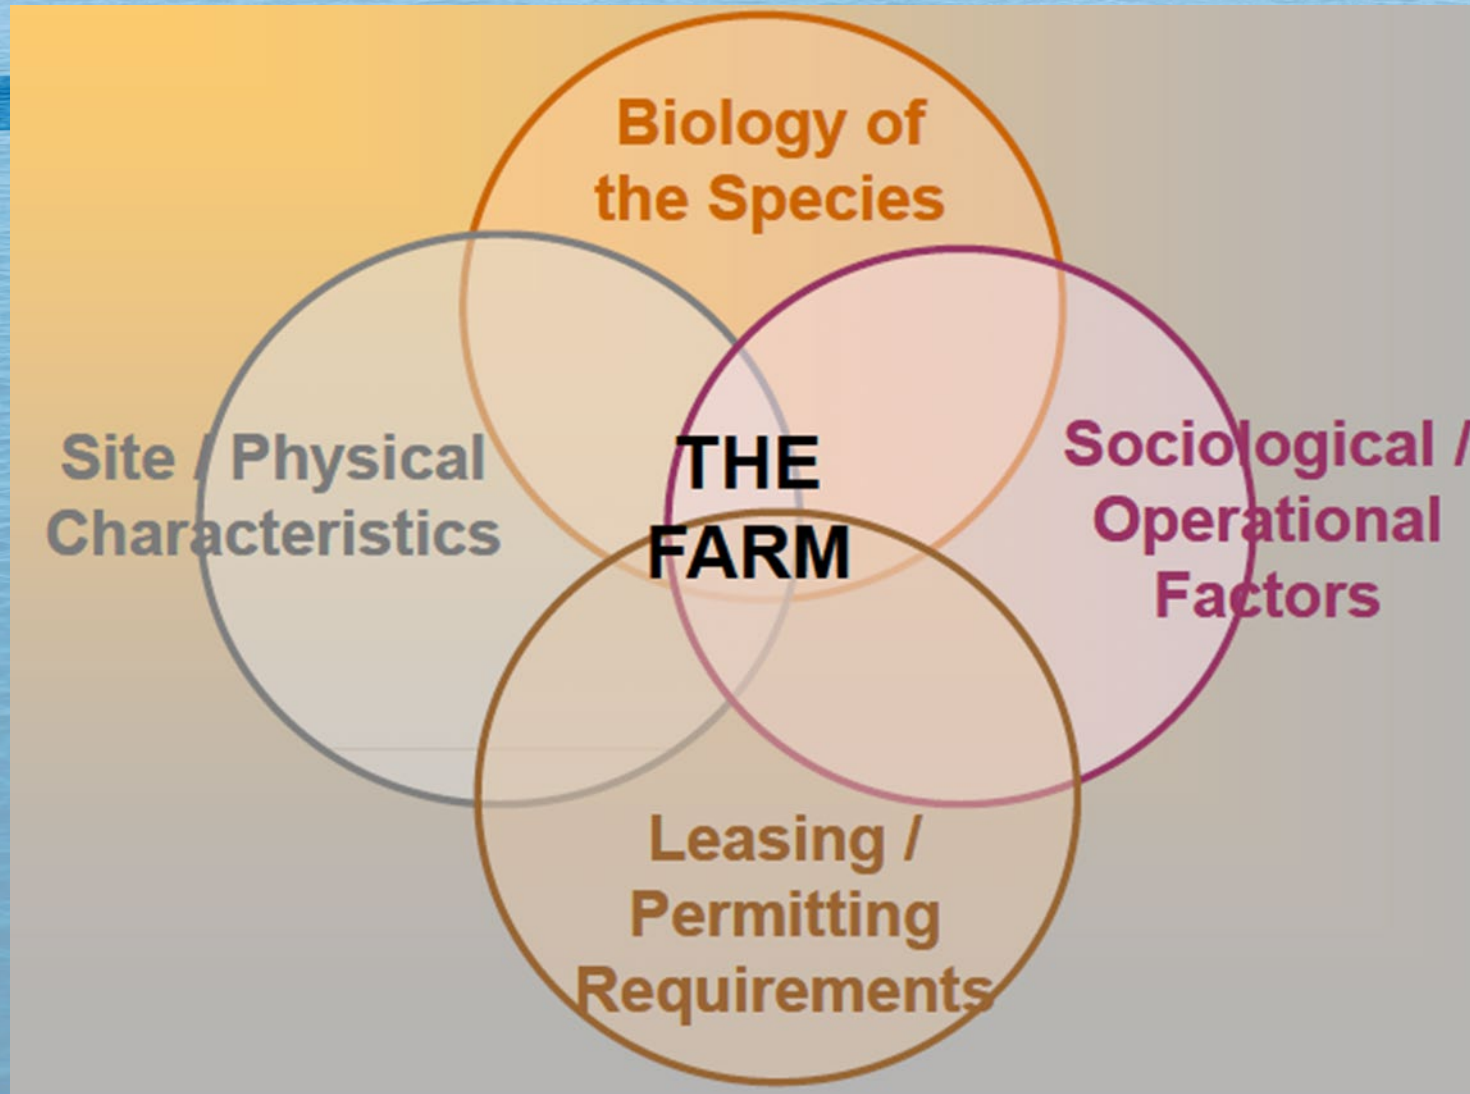 Biology of
the Species
Site / Physical
Characteristics
THE
FARM
Sociological /
Operational
Factors
Leasing /
Permitting
Requirements